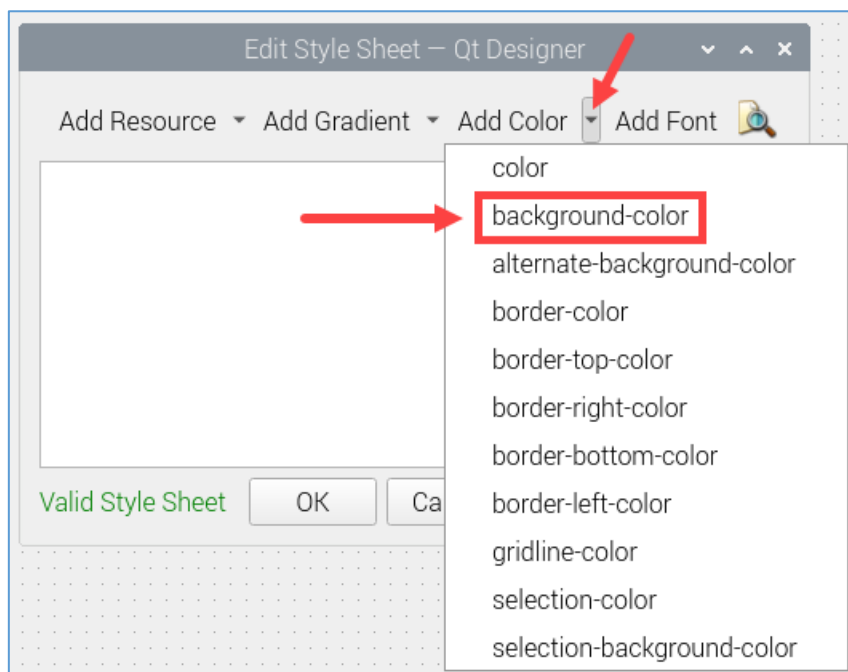 Edit Style Sheet — Qt Designer
Add Resource Add Gradient Add Color Add Font
color
background-color
alternate-background-color
border-color
border-top-color
border-right-color
border-bottom-color
border-left-color
gridline-color
selection-color
selection-background-color
Valid Style Sheet OK Ca